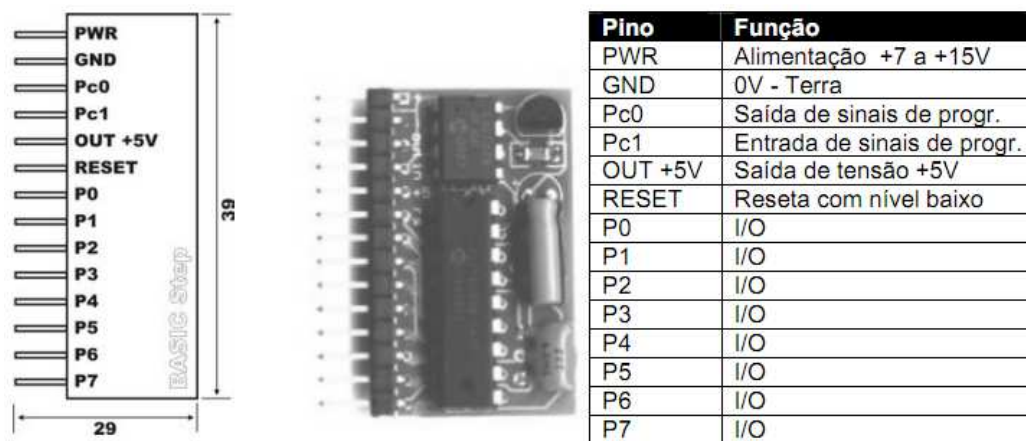 PWR
GND
Pc0
Pc1
OUT +5V
RESET
P0
P1
P2
P3
P4
P5
P6
P7
BASIC Step
39
29
Pino Função
PWR Alimentação +7 a +15V
GND 0V - Terra
Pc0 Saída de sinais de progr.
Pc1 Entrada de sinais de progr.
OUT +5V Saída de tensão +5V
RESET Reseta com nível baixo
P0 I/O
P1 I/O
P2 I/O
P3 I/O
P4 I/O
P5 I/O
P6 I/O
P7 I/O